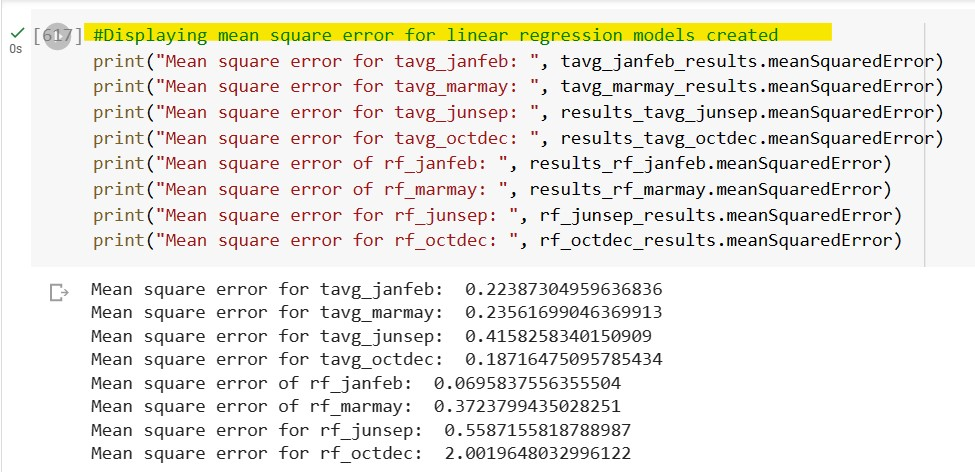 [617] #Displaying mean square error for linear regression models created
0s
print("Mean square error for tavg_janfeb: ", tavg_janfeb_results.meanSquaredError)
print("Mean square error for tavg_marmay: ", tavg_marmay_results.meanSquaredError)
print("Mean square error for tavg_junsep: ", results_tavg_junsep.meanSquaredError)
print("Mean square error for tavg_octdec: ", results_tavg_octdec.meanSquaredError)
print("Mean square error of rf_janfeb: ", results_rf_janfeb.meanSquaredError)
print("Mean square error of rf_marmay: ", results_rf_marmay.meanSquaredError)
print("Mean square error for rf_junsep: ", rf_junsep_results.meanSquaredError)
print("Mean square error for rf_octdec: ", rf_octdec_results.meanSquaredError)
Mean square error for tavg_janfeb:  0.22387304959636836
Mean square error for tavg_marmay:  0.23561699046369913
Mean square error for tavg_junsep:  0.4158258340150909
Mean square error for tavg_octdec:  0.18716475095785434
Mean square error of rf_janfeb:  0.0695837556355504
Mean square error of rf_marmay:  0.3723799435028251
Mean square error for rf_junsep:  0.5587155818788987
Mean square error for rf_octdec:  2.0019648032996122